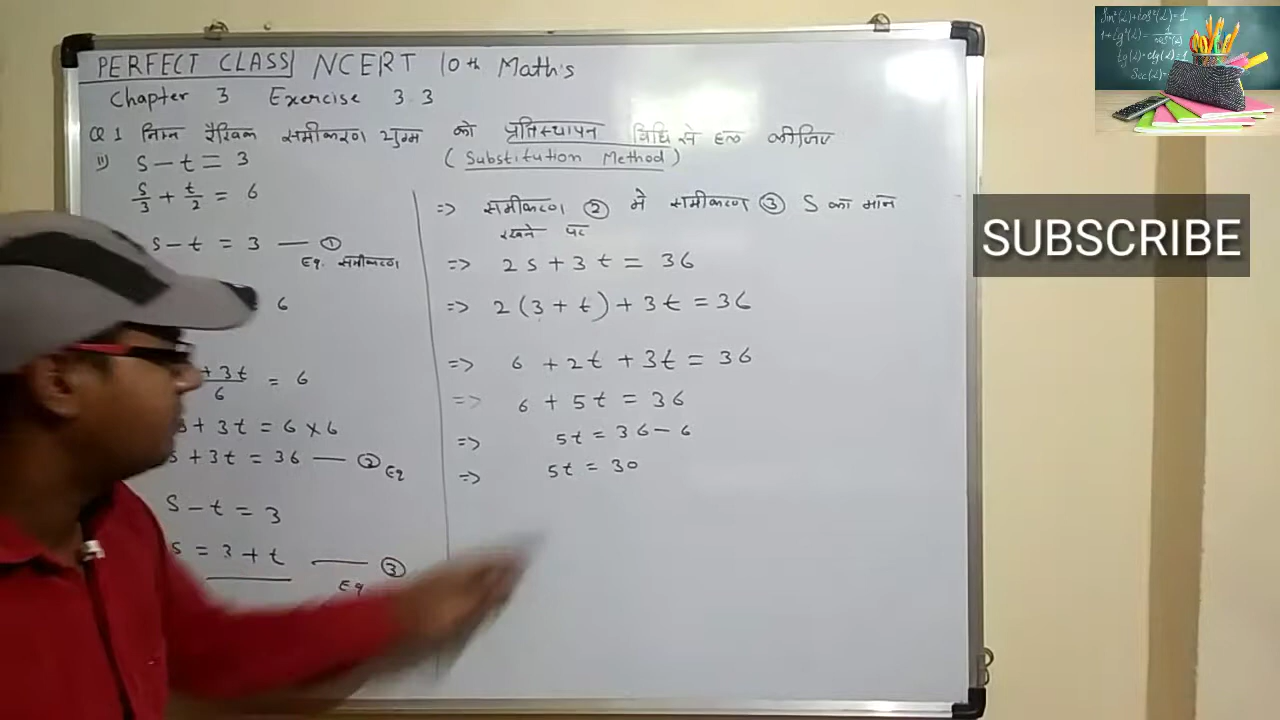 PERFECT CLASS NCERT 10th Math's
Chapter 3 Exercise 3.3
Q 1 निम्न रैखिक समीकरण युग्म को प्रतिस्थापन विधि से हल कीजिए
(Substitution Method)
ii) s - t = 3
s/3 + t/2 = 6
s - t = 3 — ①
Eq. समीकरण
6
+ 3t / 6 = 6
+ 3t = 6 × 6
+ 3t = 36 — ② Eq
s - t = 3
s = 3 + t — ③
Eq
=> समीकरण ② में समीकरण ③ S का मान
रखने पर
=> 2s + 3t = 36
=> 2(3 + t) + 3t = 36
=> 6 + 2t + 3t = 36
=> 6 + 5t = 36
=> 5t = 36 - 6
=> 5t = 30
SUBSCRIBE